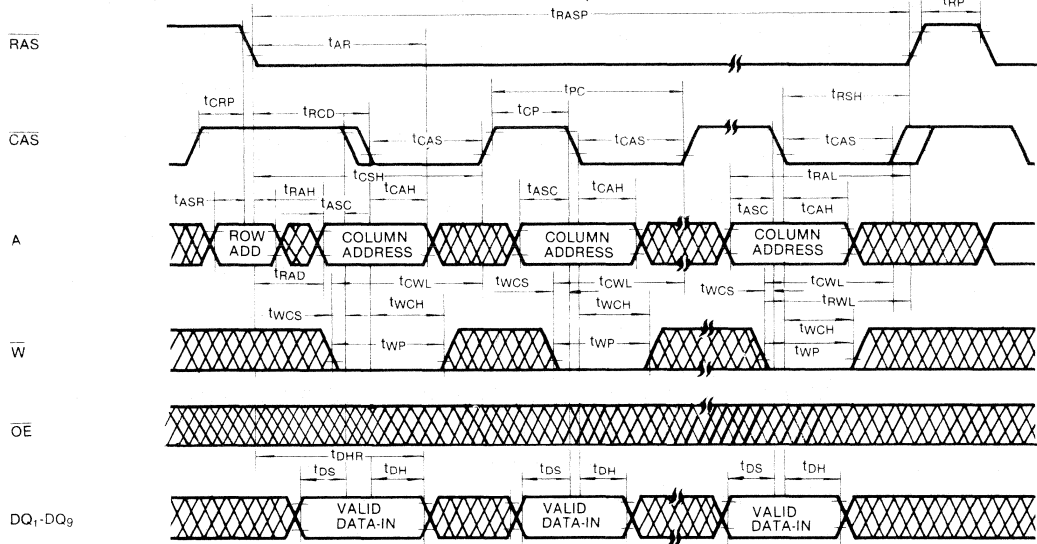 tRASP
tRP
RAS
tAR
tPC
tCRP
tRCD
tCP
tRSH
CAS
tCAS
tCAS
tCAS
tCSH
tRAL
tASR
tRAH
tCAH
tASC
tCAH
tASC
tASC
tCAH
A
ROW ADD
COLUMN ADDRESS
COLUMN ADDRESS
COLUMN ADDRESS
tRAD
tCWL
tWCS
tCWL
tWCS
tCWL
tWCS
tWCH
tWCH
tRWL
tWCH
W
tWP
tWP
tWP
OE
tDHR
tDS
tDH
tDS
tDH
tDS
tDH
DQ1-DQ9
VALID DATA-IN
VALID DATA-IN
VALID DATA-IN